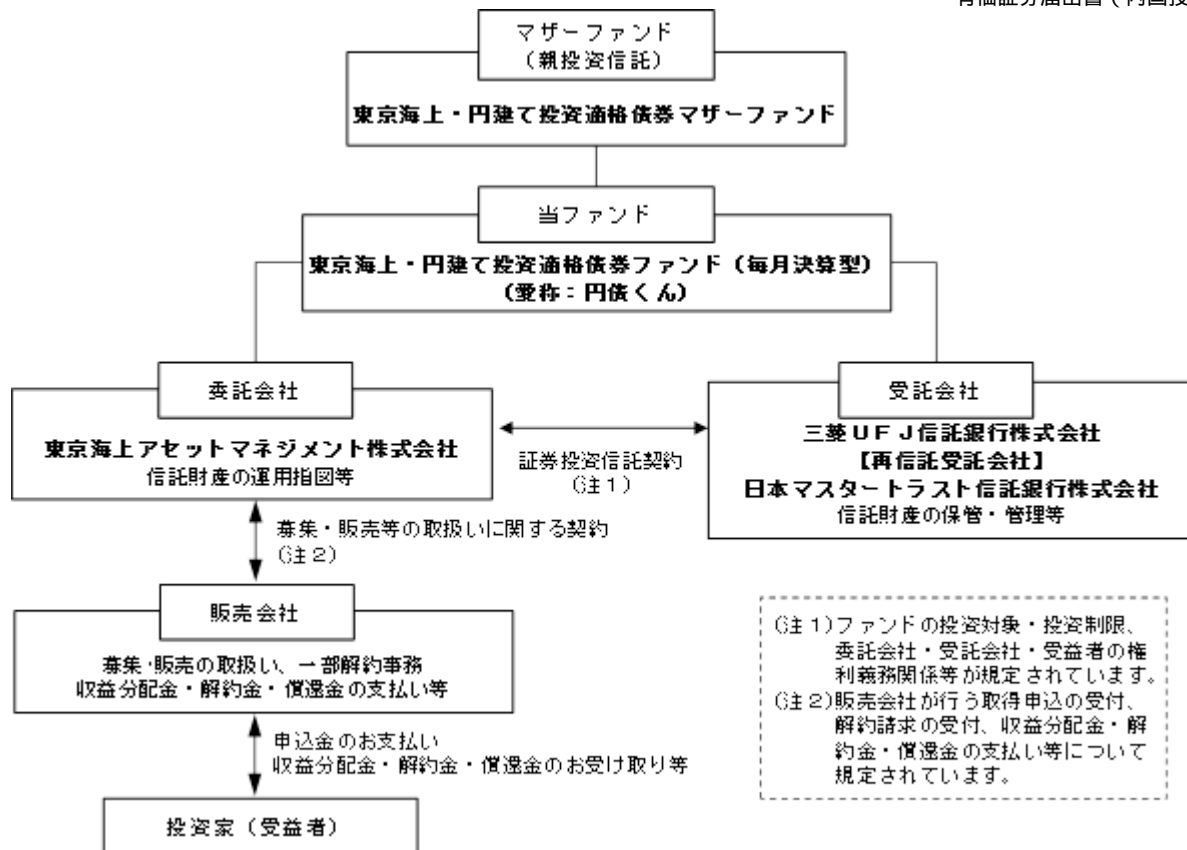 有価証券届出書(内国投
マザーファンド
(親投資信託)
東京海上・円建て投資適格債券マザーファンド
当ファンド
東京海上・円建て投資適格債券ファンド(毎月決算型)
(愛称:円債くん)
委託会社
東京海上アセットマネジメント株式会社
信託財産の運用指図等
証券投資信託契約
(注1)
受託会社
三菱UFJ信託銀行株式会社
【再信託受託会社】
日本マスタートラスト信託銀行株式会社
信託財産の保管・管理等
募集・販売等の取扱いに関する契約
(注2)
販売会社
募集・販売の取扱い、一部解約事務
収益分配金・解約金・償還金の支払い等
申込金のお支払い
収益分配金・解約金・償還金のお受け取り等
投資家(受益者)
(注1)ファンドの投資対象・投資制限、
委託会社・受託会社・受益者の権
利義務関係等が規定されています。
(注2)販売会社が行う取得申込の受付、
解約請求の受付、収益分配金・解
約金・償還金の支払い等について
規定されています。